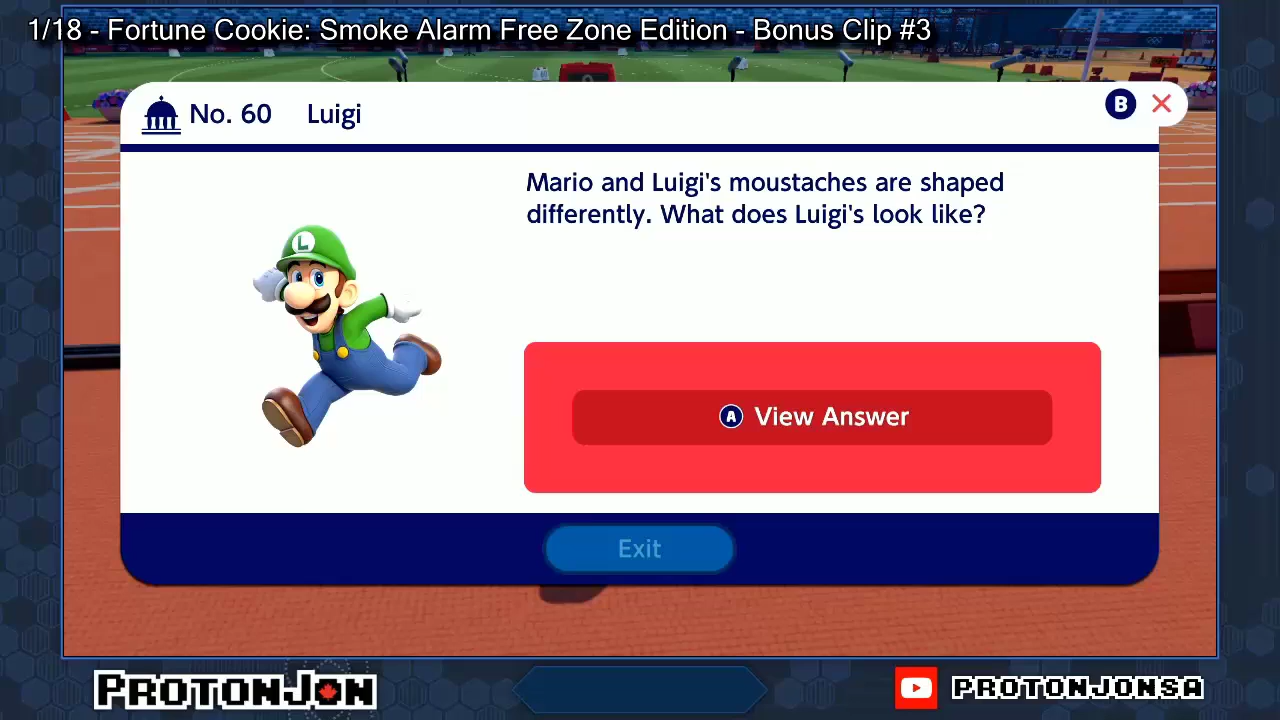 1/18 - Fortune Cookie: Smoke Alarm Free Zone Edition - Bonus Clip #3
No. 60 Luigi
B
Mario and Luigi's moustaches are shaped
differently. What does Luigi's look like?
L
A View Answer
Exit
PROTONJON
PROTONJONSA